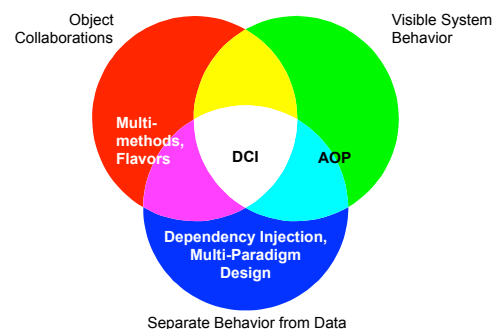 Object
Collaborations
Visible System
Behavior
Multi-
methods,
Flavors
DCI
AOP
Dependency Injection,
Multi-Paradigm
Design
Separate Behavior from Data